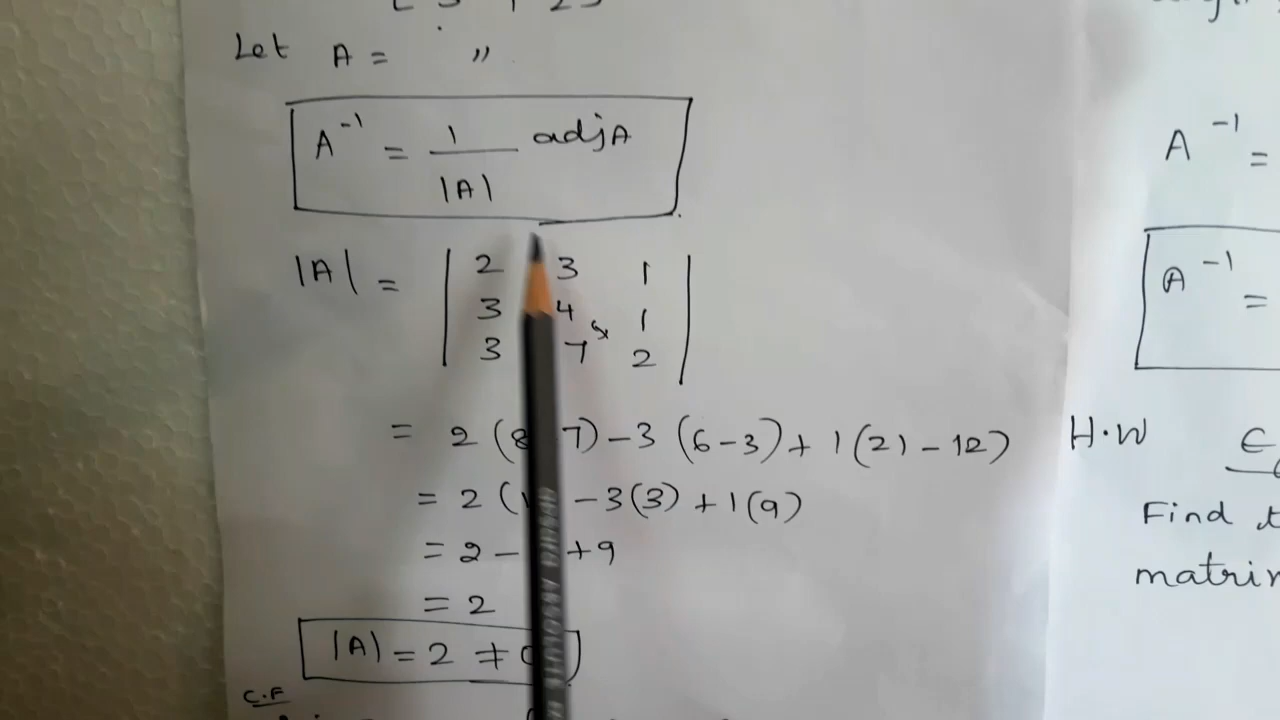 Let A = "
A⁻¹ = 1/|A| adjA
|A| = | 2 3 1
3 4 1
3 7 2 |
= 2 (8 7) - 3 (6 - 3) + 1 (21 - 12)
= 2 ( - 3 (3) + 1 (9)
= 2 - + 9
= 2
|A| = 2 ≠
C.F
A⁻¹ =
A⁻¹ =
H.W
Find
matrix